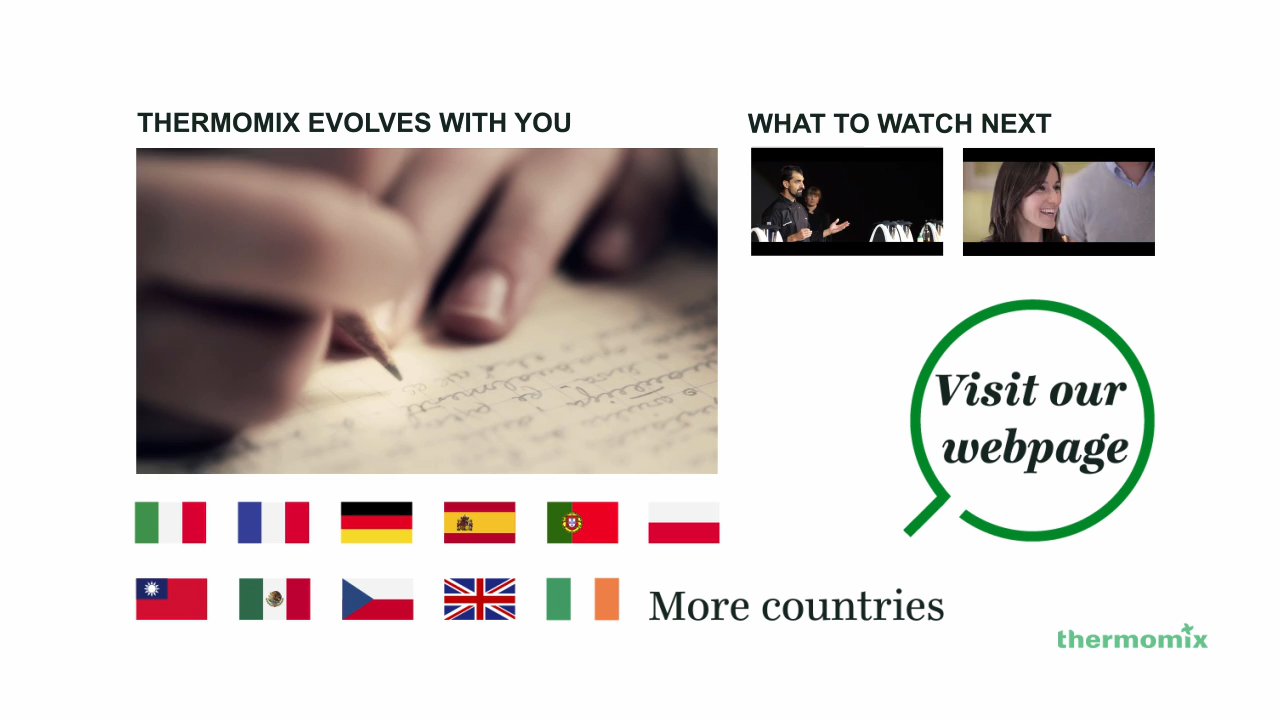 THERMOMIX EVOLVES WITH YOU
WHAT TO WATCH NEXT
Visit our
webpage
More countries
thermomix